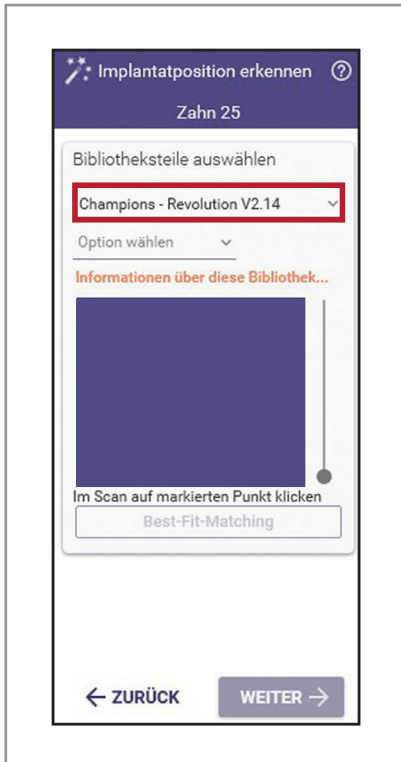 Implantatposition erkennen
Zahn 25
Bibliotheksteile auswählen
Champions - Revolution V2.14
Option wählen
Informationen über diese Bibliothek...
Im Scan auf markierten Punkt klicken
Best-Fit-Matching
← ZURÜCK
WEITER →